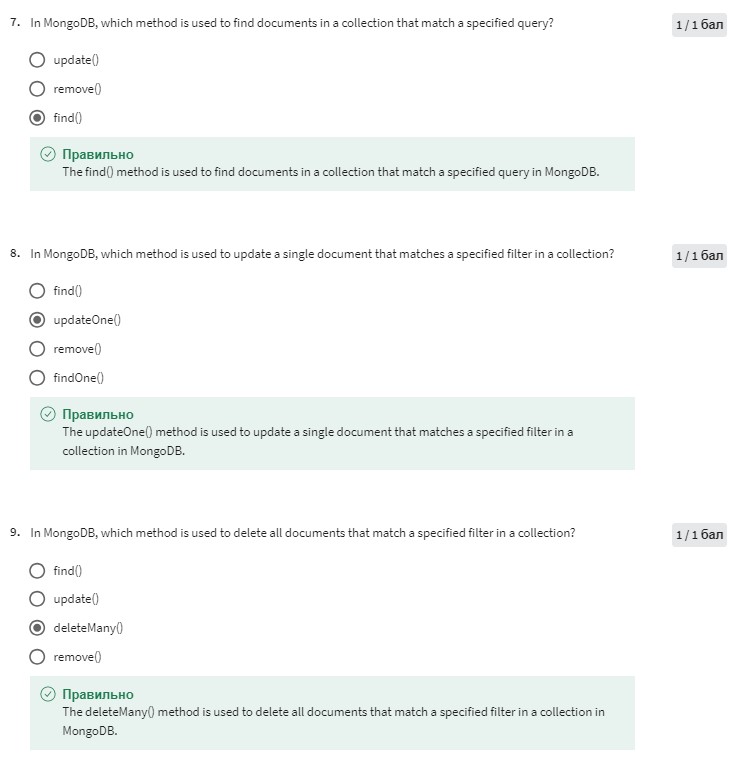 7. In MongoDB, which method is used to find documents in a collection that match a specified query?
1 / 1 бал
update()
remove()
find()
Правильно
The find() method is used to find documents in a collection that match a specified query in MongoDB.
8. In MongoDB, which method is used to update a single document that matches a specified filter in a collection?
1 / 1 бал
find()
updateOne()
remove()
findOne()
Правильно
The updateOne() method is used to update a single document that matches a specified filter in a
collection in MongoDB.
9. In MongoDB, which method is used to delete all documents that match a specified filter in a collection?
1 / 1 бал
find()
update()
deleteMany()
remove()
Правильно
The deleteMany() method is used to delete all documents that match a specified filter in a collection in
MongoDB.